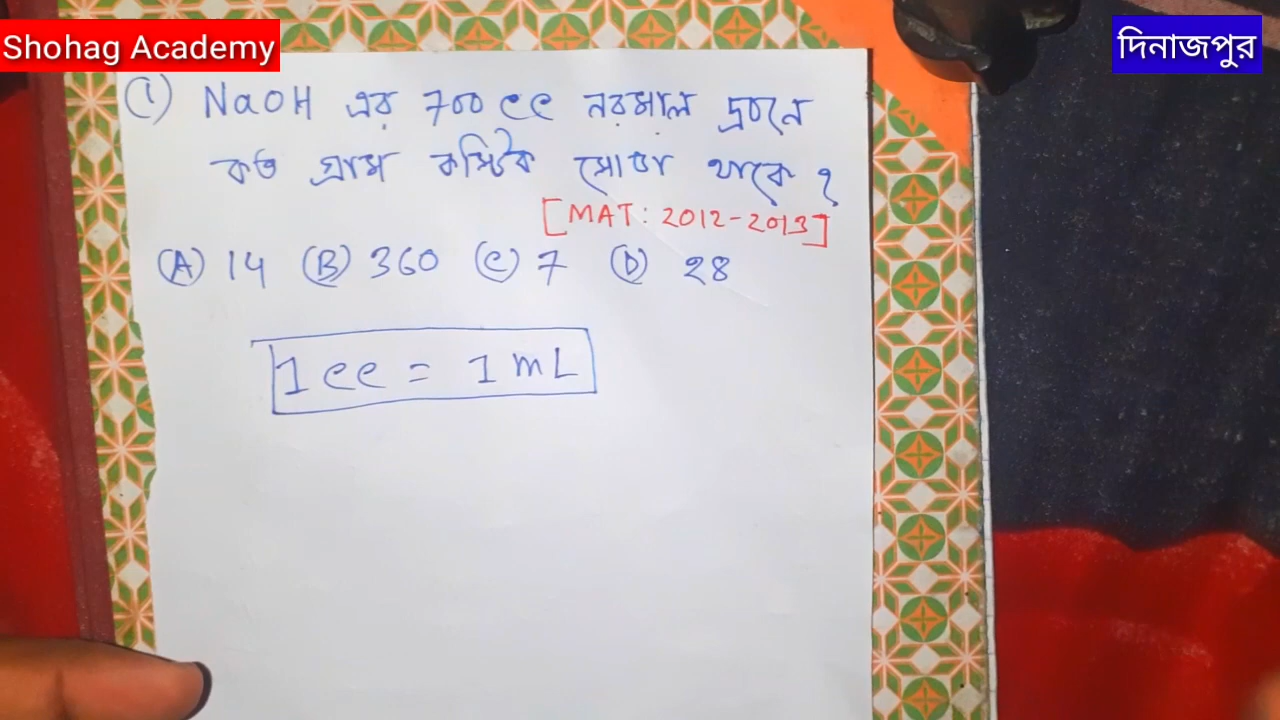 Shohag Academy
দিনাজপুর
(1) NaOH এর 700 cc নরমাল দ্রবনে
কত গ্রাম কস্টিক সোডা থাকে ?
[MAT: 2012-2013]
(A) 14 (B) 360 (C) 7 (D) 28
1 cc = 1 mL